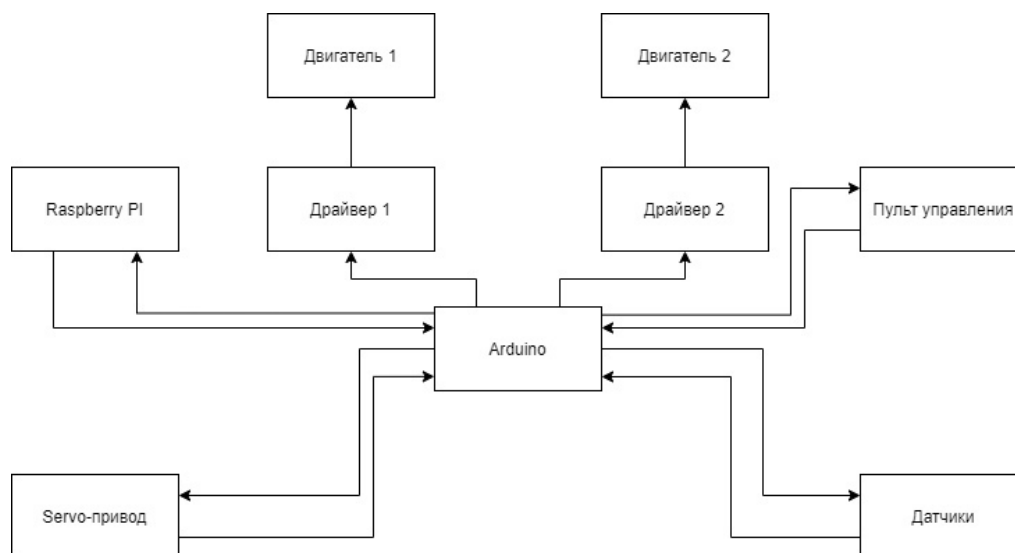 Двигатель 1
Двигатель 2
Raspberry PI
Драйвер 1
Драйвер 2
Пульт управления
Arduino
Servo-привод
Датчики